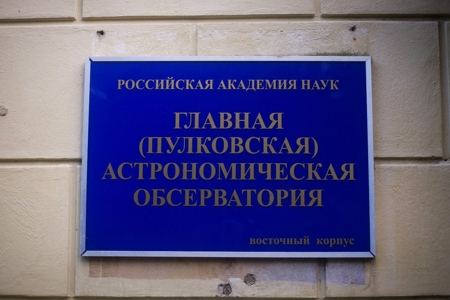 РОССИЙСКАЯ АКАДЕМИЯ НАУК
ГЛАВНАЯ
(ПУЛКОВСКАЯ)
АСТРОНОМИЧЕСКАЯ
ОБСЕРВАТОРИЯ
восточный корпус